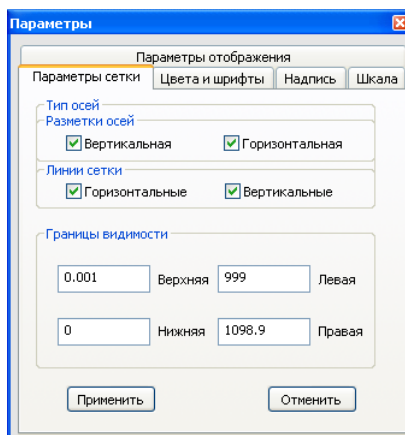 Параметры
Параметры отображения
Параметры сетки Цвета и шрифты Надпись Шкала
Тип осей
Разметки осей
Вертикальная Горизонтальная
Линии сетки
Горизонтальные Вертикальные
Границы видимости
0.001 Верхняя 999 Левая
0 Нижняя 1098.9 Правая
Применить Отменить